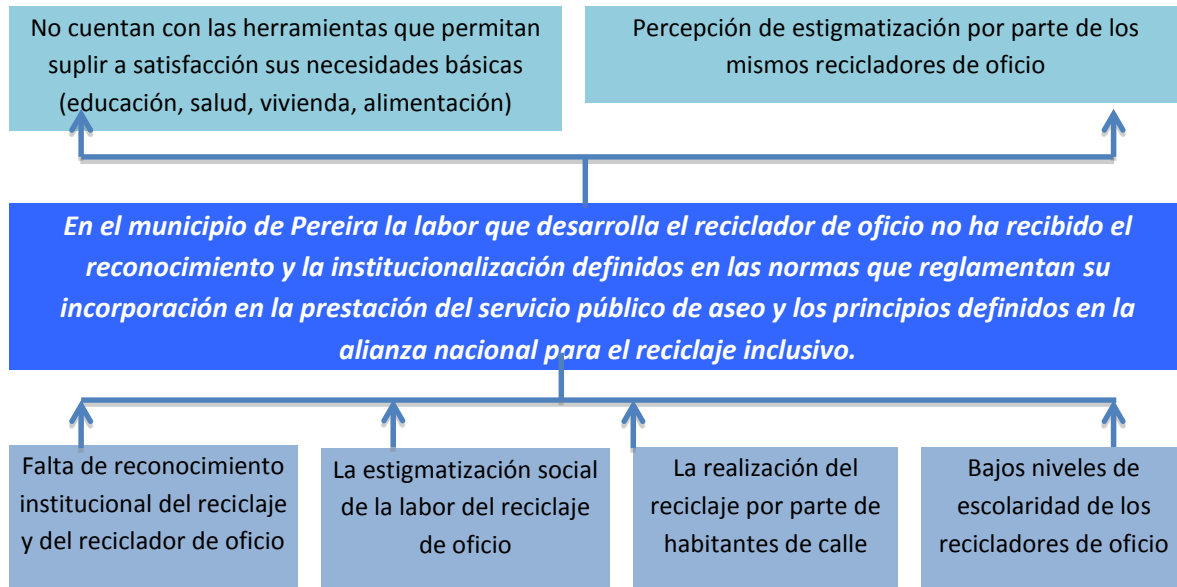 No cuentan con las herramientas que permitan
suplir a satisfacción sus necesidades básicas
(educación, salud, vivienda, alimentación)
Percepción de estigmatización por parte de los
mismos recicladores de oficio
En el municipio de Pereira la labor que desarrolla el reciclador de oficio no ha recibido el
reconocimiento y la institucionalización definidos en las normas que reglamentan su
incorporación en la prestación del servicio público de aseo y los principios definidos en la
alianza nacional para el reciclaje inclusivo.
Falta de reconocimiento
institucional del reciclaje
y del reciclador de oficio
La estigmatización social
de la labor del reciclaje
de oficio
La realización del
reciclaje por parte de
habitantes de calle
Bajos niveles de
escolaridad de los
recicladores de oficio